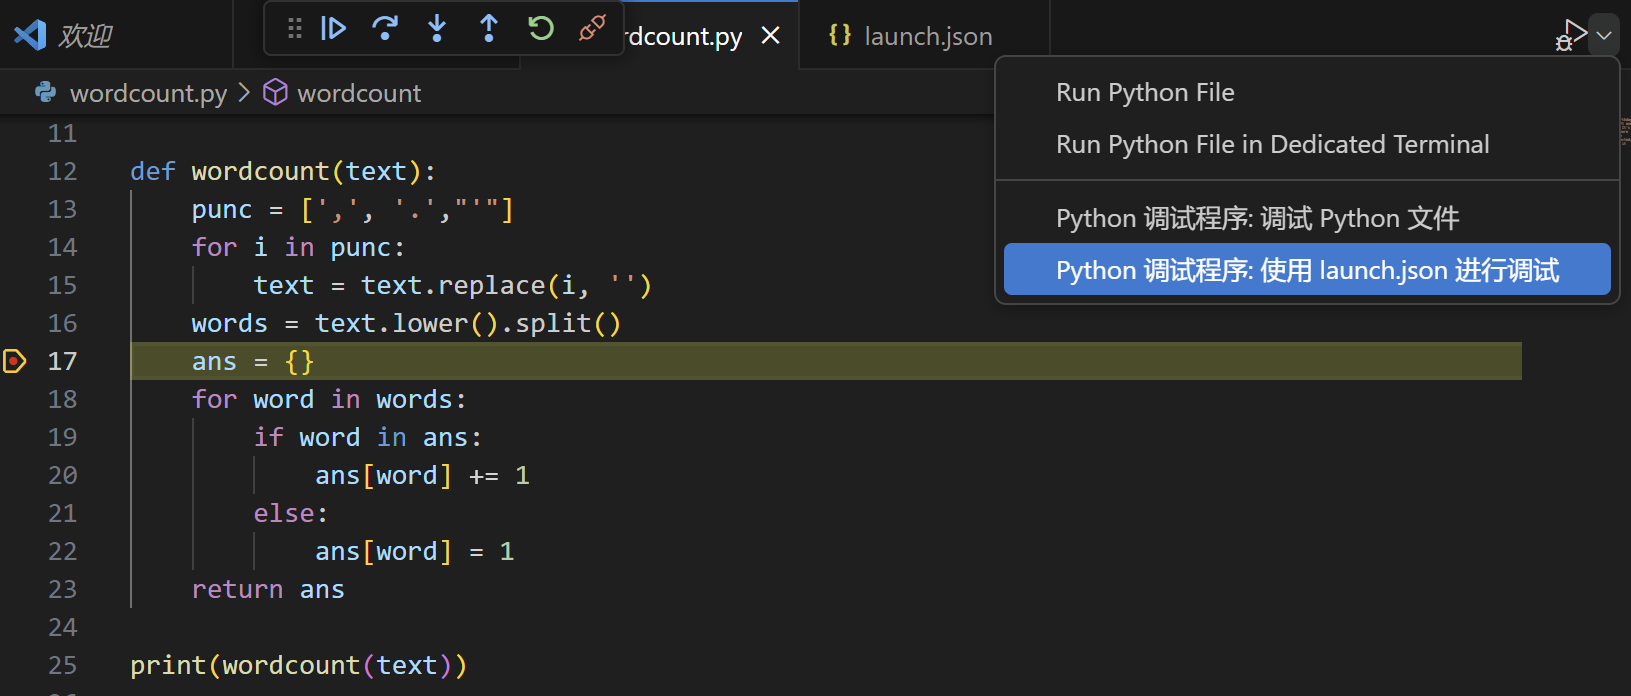 欢迎
rdcount.py
{} launch.json
wordcount.py > wordcount
Run Python File
Run Python File in Dedicated Terminal
Python 调试程序: 调试 Python 文件
Python 调试程序: 使用 launch.json 进行调试
11
12 def wordcount(text):
13     punc = [',', '.',"'"]
14     for i in punc:
15         text = text.replace(i, '')
16     words = text.lower().split()
17     ans = {}
18     for word in words:
19         if word in ans:
20             ans[word] += 1
21         else:
22             ans[word] = 1
23     return ans
24
25 print(wordcount(text))